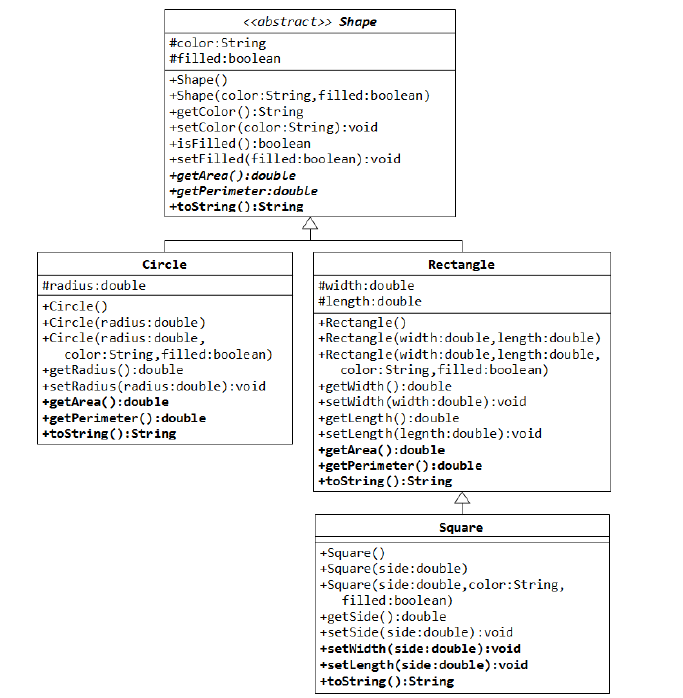 <<abstract>> Shape
#color:String
#filled:boolean
+Shape()
+Shape(color:String,filled:boolean)
+getColor():String
+setColor(color:String):void
+isFilled():boolean
+setFilled(filled:boolean):void
+getArea():double
+getPerimeter:double
+toString():String
Circle
#radius:double
+Circle()
+Circle(radius:double)
+Circle(radius:double,
color:String,filled:boolean)
+getRadius():double
+setRadius(radius:double):void
+getArea():double
+getPerimeter():double
+toString():String
Rectangle
#width:double
#length:double
+Rectangle()
+Rectangle(width:double,length:double)
+Rectangle(width:double,length:double,
color:String,filled:boolean)
+getWidth():double
+setWidth(width:double):void
+getLength():double
+setLength(legnth:double):void
+getArea():double
+getPerimeter():double
+toString():String
Square
+Square()
+Square(side:double)
+Square(side:double,color:String,
filled:boolean)
+getSide():double
+setSide(side:double):void
+setWidth(side:double):void
+setLength(side:double):void
+toString():String